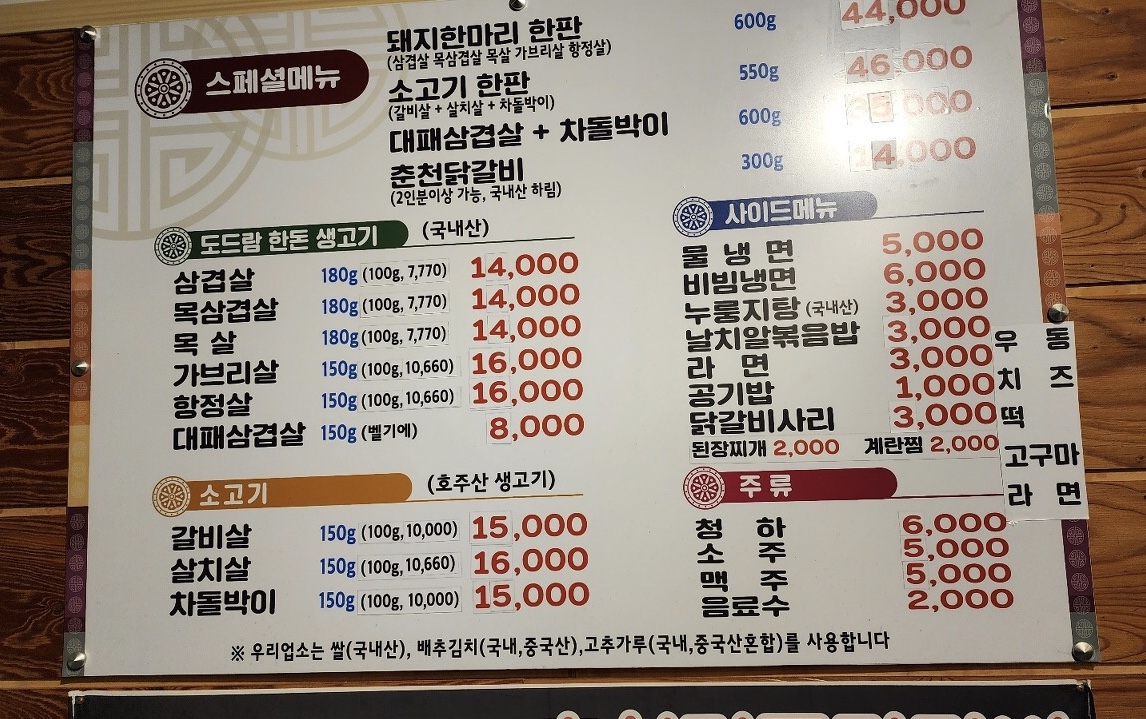 스페셜메뉴
돼지한마리 한판 600g 44,000
(삼겹살 목삼겹살 목살 가브리살 항정살)
소고기 한판 550g 46,000
(갈비살 + 살치살 + 차돌박이)
대패삼겹살 + 차돌박이 600g
춘천닭갈비 300g 14,000
(2인분이상 가능, 국내산 하림)
도드람 한돈 생고기 (국내산)
삼겹살 180g (100g, 7,770) 14,000
목삼겹살 180g (100g, 7,770) 14,000
목 살 180g (100g, 7,770) 14,000
가브리살 150g (100g, 10,660) 16,000
항정살 150g (100g, 10,660) 16,000
대패삼겹살 150g (벨기에) 8,000
소고기 (호주산 생고기)
갈비살 150g (100g, 10,000) 15,000
살치살 150g (100g, 10,660) 16,000
차돌박이 150g (100g, 10,000) 15,000
사이드메뉴
물 냉 면 5,000
비빔냉면 6,000
누룽지탕 (국내산) 3,000
날치알볶음밥 3,000
라 면 3,000
공기밥 1,000
닭갈비사리 3,000
된장찌개 2,000 계란찜 2,000
우 동
치 즈
떡
고구마
라 면
주 류
청 하 6,000
소 주 5,000
맥 주 5,000
음료수 2,000
※ 우리업소는 쌀(국내산), 배추김치(국내,중국산),고추가루(국내,중국산혼합)를 사용합니다